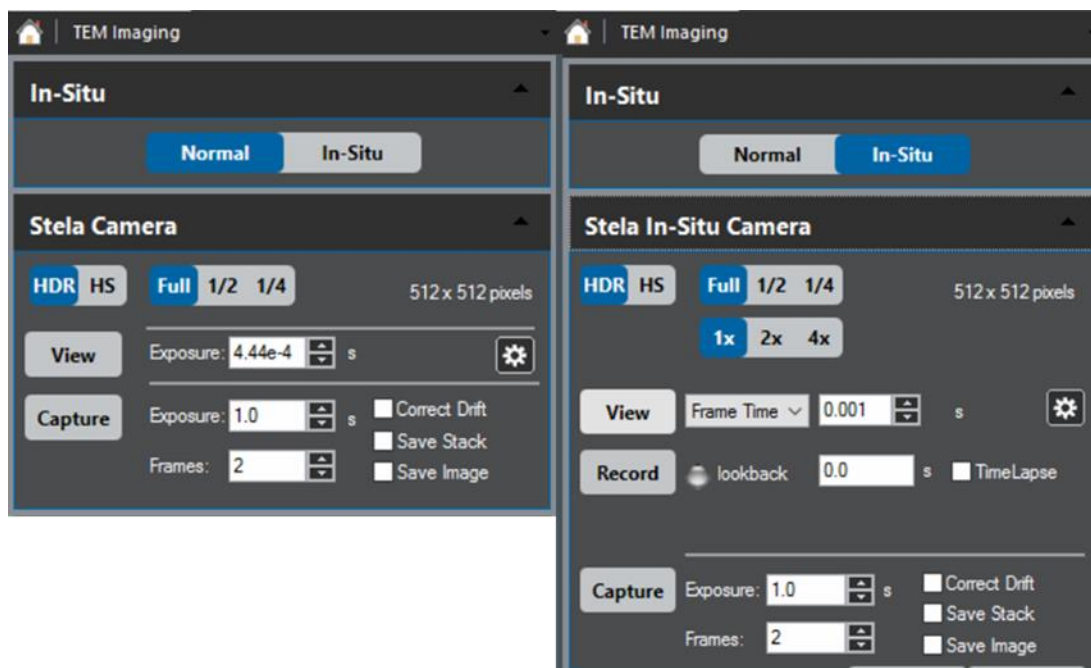 TEM Imaging
In-Situ
Normal In-Situ
Stela Camera
HDR HS Full 1/2 1/4 512 x 512 pixels
View Exposure: 4.44e-4 s
Capture Exposure: 1.0 s Correct Drift
Save Stack
Frames: 2 Save Image
TEM Imaging
In-Situ
Normal In-Situ
Stela In-Situ Camera
HDR HS Full 1/2 1/4 512 x 512 pixels
1x 2x 4x
View Frame Time 0.001 s
Record lookback 0.0 s TimeLapse
Capture Exposure: 1.0 s Correct Drift
Save Stack
Frames: 2 Save Image